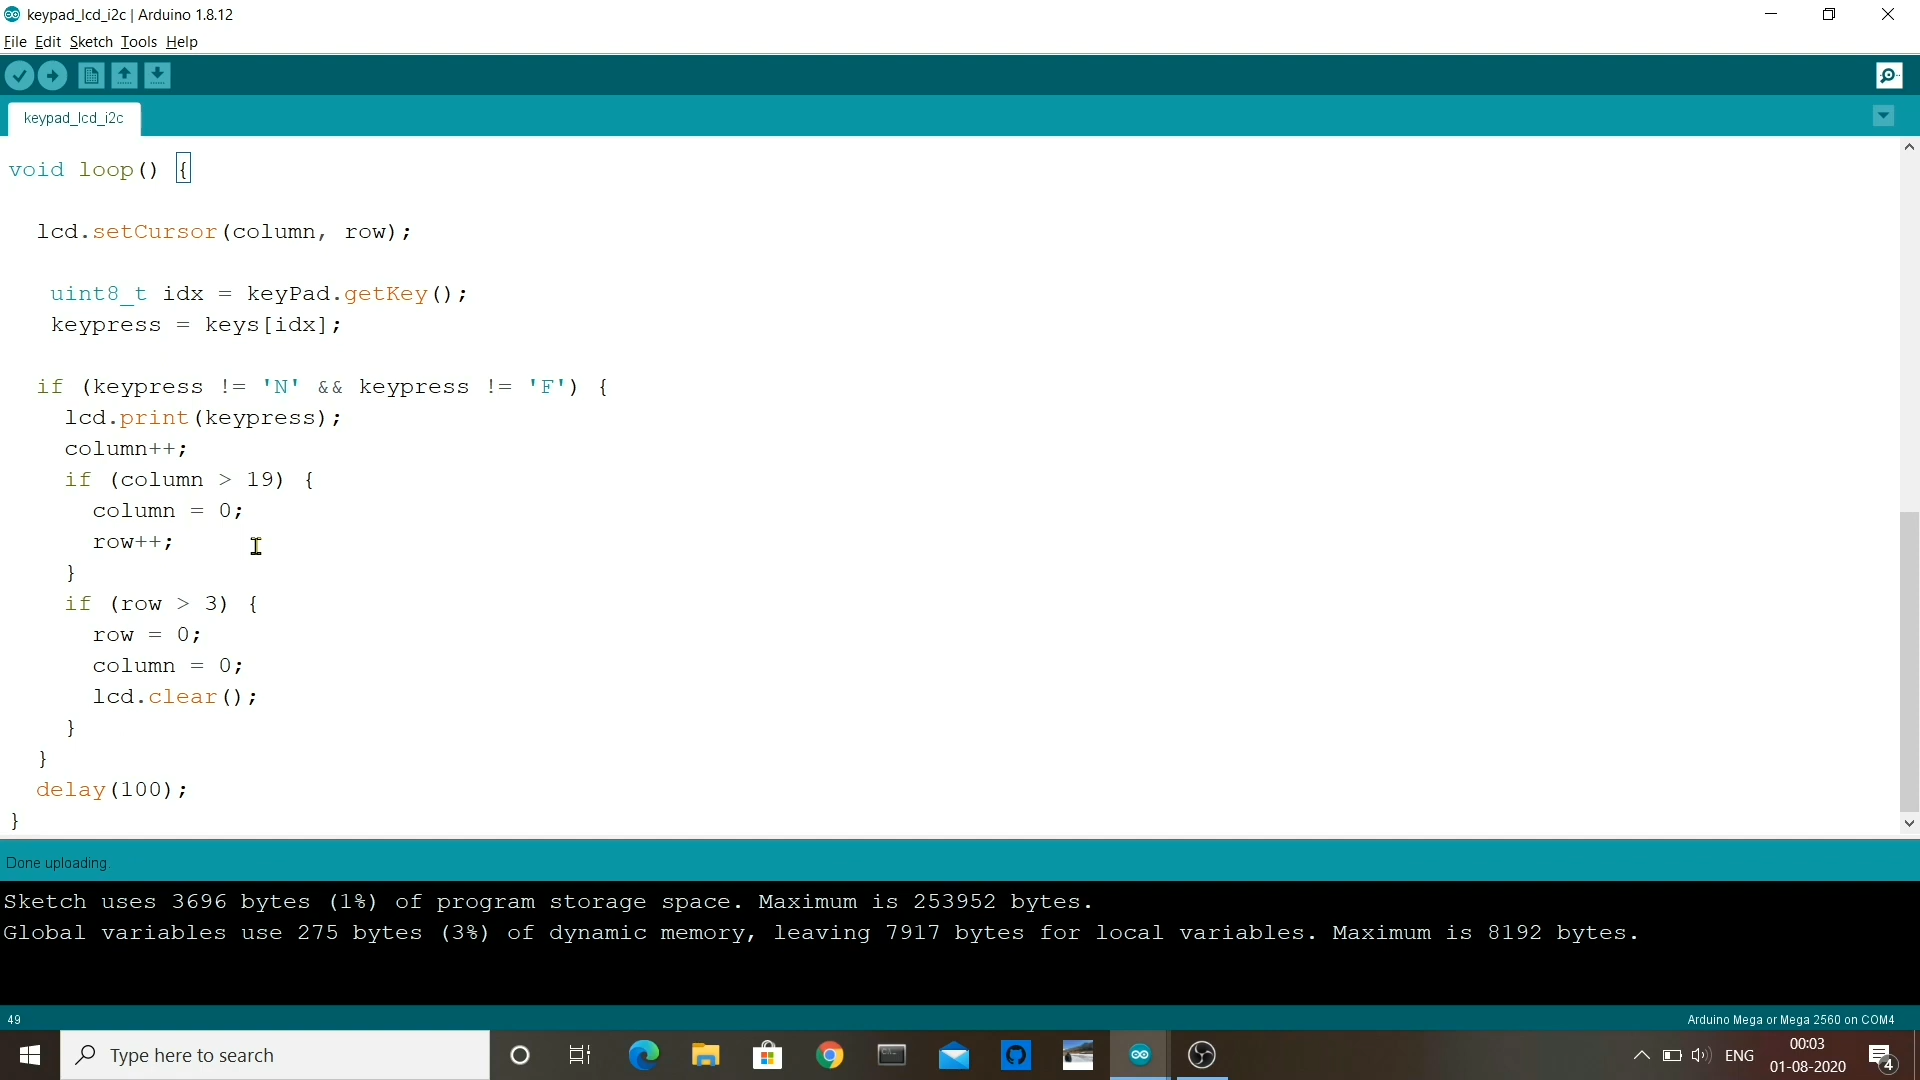 keypad_lcd_i2c | Arduino 1.8.12
File Edit Sketch Tools Help
keypad_lcd_i2c
void loop() {
lcd.setCursor(column, row);
uint8_t idx = keyPad.getKey();
keypress = keys[idx];
if (keypress != 'N' && keypress != 'F') {
lcd.print(keypress);
column++;
if (column > 19) {
column = 0;
row++;
}
if (row > 3) {
row = 0;
column = 0;
lcd.clear();
}
}
delay(100);
}
Done uploading.
Sketch uses 3696 bytes (1%) of program storage space. Maximum is 253952 bytes.
Global variables use 275 bytes (3%) of dynamic memory, leaving 7917 bytes for local variables. Maximum is 8192 bytes.
49
Arduino Mega or Mega 2560 on COM4
Type here to search
ENG
00:03
01-08-2020
4